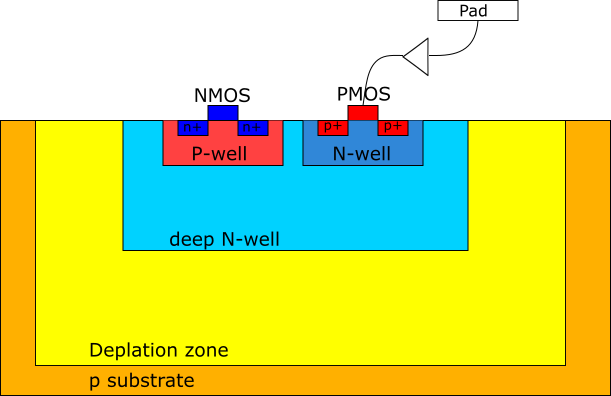 Pad
NMOS
PMOS
n+ n+ p+ p+
P-well
N-well
deep N-well
Deplation zone
p substrate